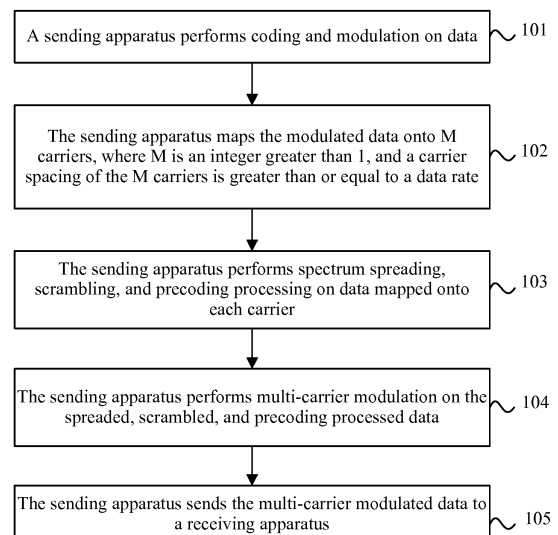 A sending apparatus performs coding and modulation on data
101
The sending apparatus maps the modulated data onto M
carriers, where M is an integer greater than 1, and a carrier
spacing of the M carriers is greater than or equal to a data rate
102
The sending apparatus performs spectrum spreading,
scrambling, and precoding processing on data mapped onto
each carrier
103
The sending apparatus performs multi-carrier modulation on the
spreaded, scrambled, and precoding processed data
104
The sending apparatus sends the multi-carrier modulated data to
a receiving apparatus
105